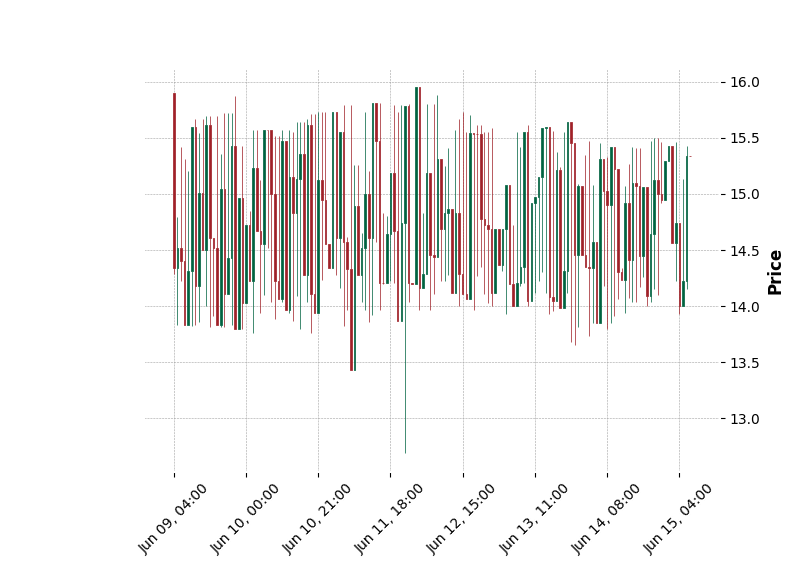 16.0
15.5
15.0
14.5
14.0
13.5
13.0
Price
Jun 09, 04:00
Jun 10, 00:00
Jun 10, 21:00
Jun 11, 18:00
Jun 12, 15:00
Jun 13, 11:00
Jun 14, 08:00
Jun 15, 04:00